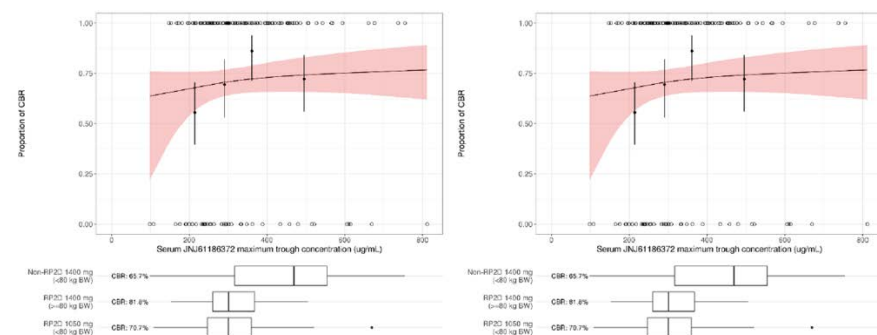 1.00
0.75
0.50
0.25
0.00
Proportion of CBR
0 200 400 600 800
Serum JNJ61186372 maximum trough concentration (ug/mL)
Non-RP2D 1400 mg
(<80 kg BW)
CBR: 65.7%
RP2D 1400 mg
(>=80 kg BW)
CBR: 81.8%
RP2D 1050 mg
(<80 kg BW)
CBR: 70.7%
1.00
0.75
0.50
0.25
0.00
Proportion of CBR
0 200 400 600 800
Serum JNJ61186372 maximum trough concentration (ug/mL)
Non-RP2D 1400 mg
(<80 kg BW)
CBR: 65.7%
RP2D 1400 mg
(>=80 kg BW)
CBR: 81.8%
RP2D 1050 mg
(<80 kg BW)
CBR: 70.7%